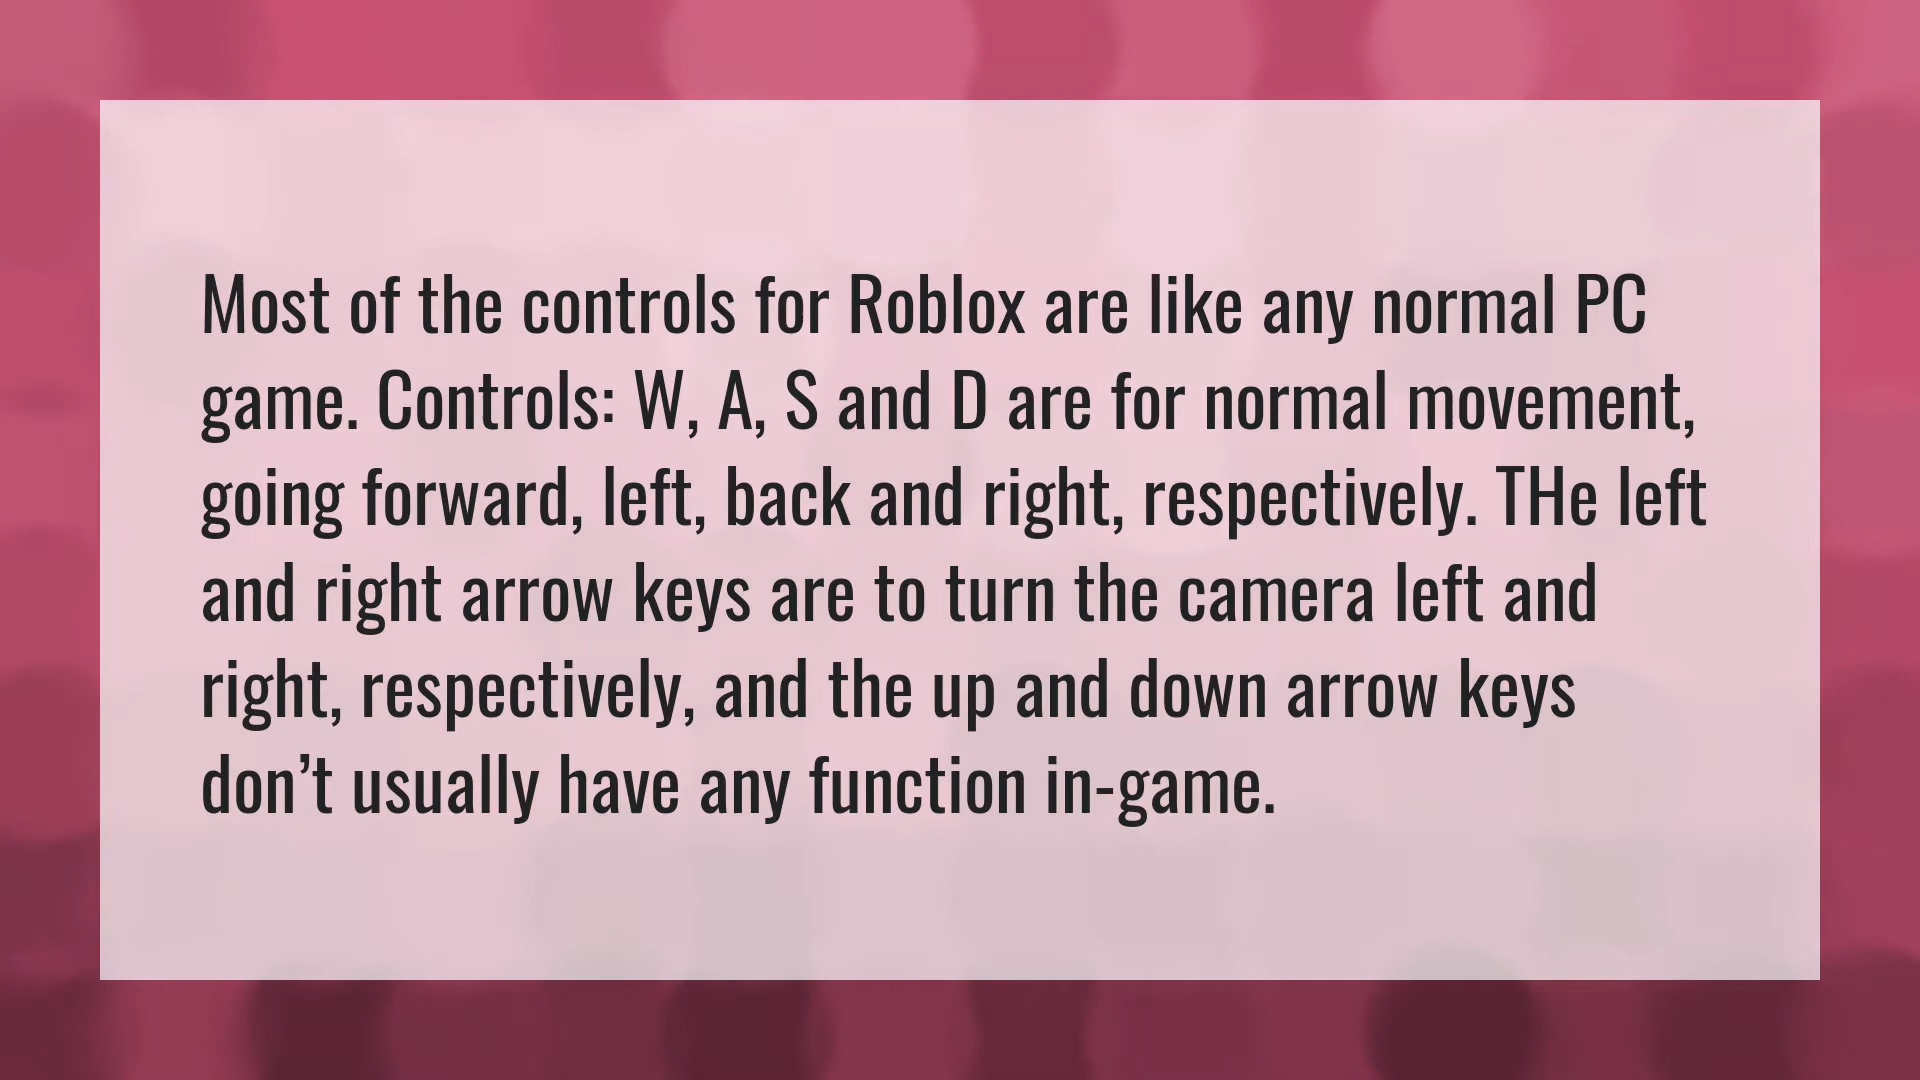 Most of the controls for Roblox are like any normal PC
game. Controls: W, A, S and D are for normal movement,
going forward, left, back and right, respectively. THe left
and right arrow keys are to turn the camera left and
right, respectively, and the up and down arrow keys
don’t usually have any function in-game.